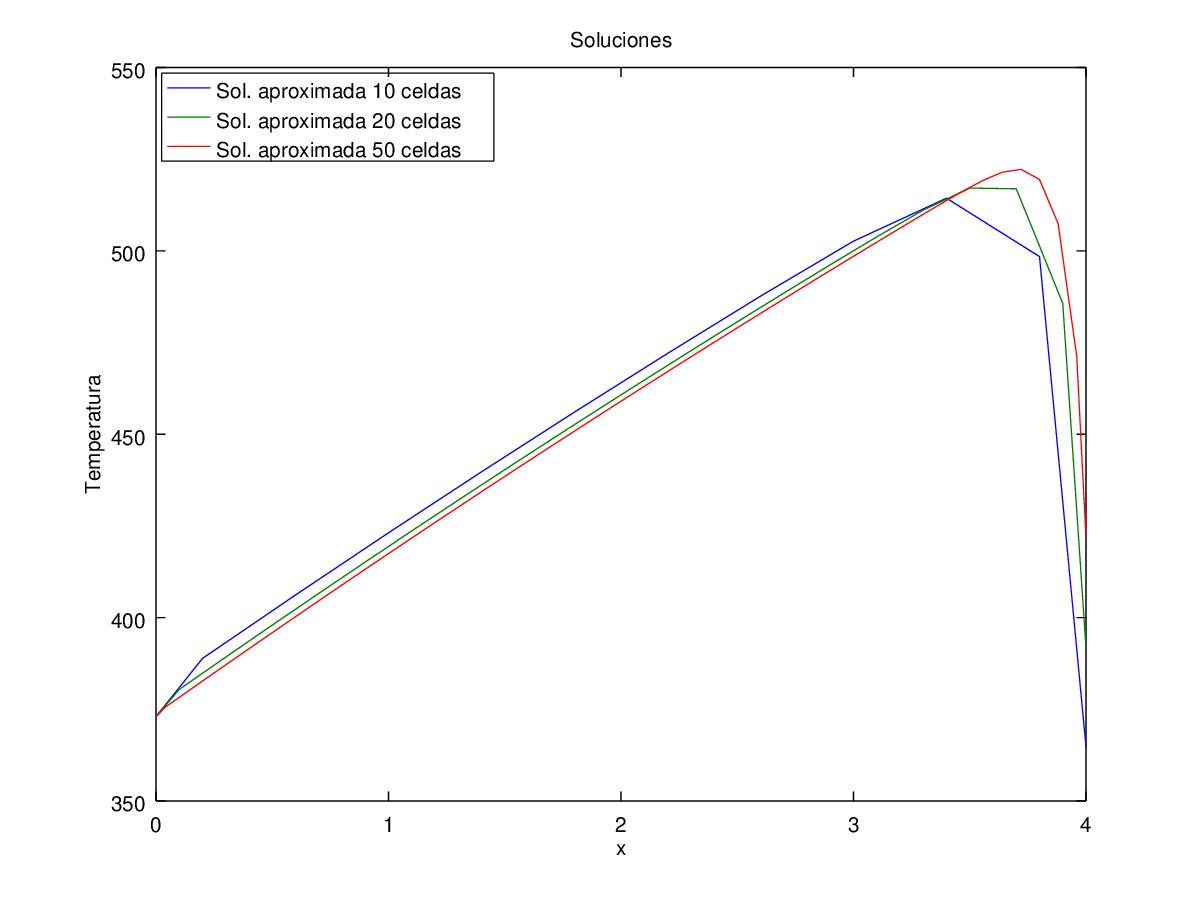 Soluciones
550
Sol. aproximada 10 celdas
Sol. aproximada 20 celdas
Sol. aproximada 50 celdas
500
450
Temperatura
400
350
0 1 2 3 4
x